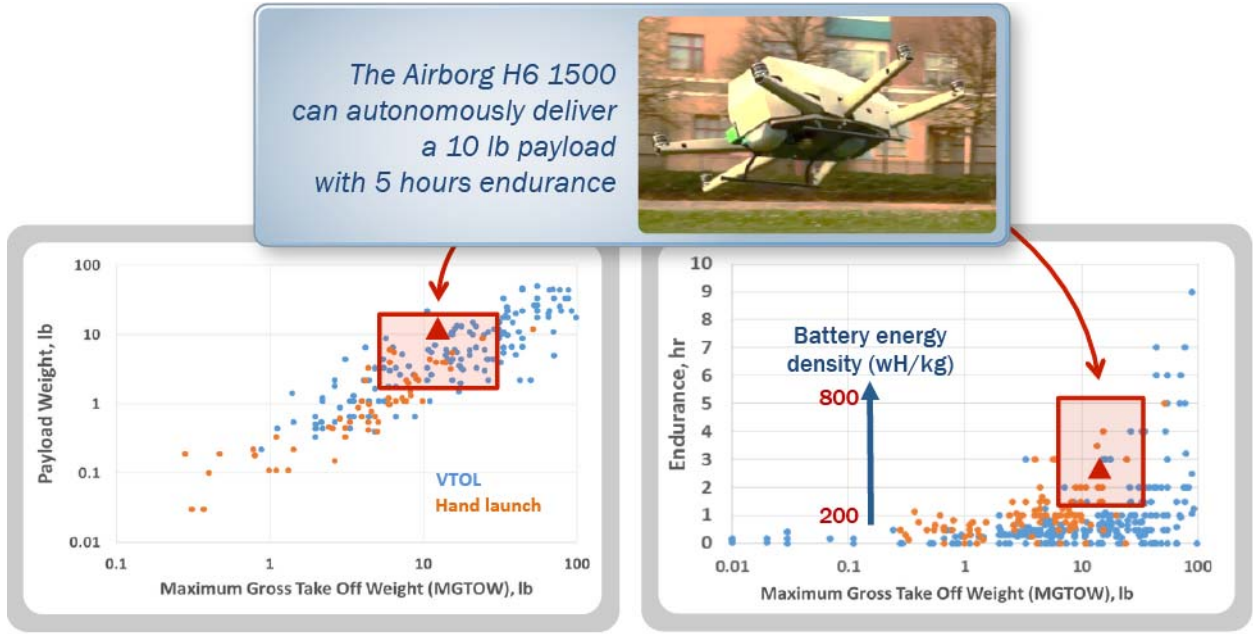 The Airborg H6 1500
can autonomously deliver
a 10 lb payload
with 5 hours endurance
Payload Weight, lb
100
10
1
0.1
0.01
VTOL
Hand launch
0.1
1
10
100
Maximum Gross Take Off Weight (MGTOW), lb
Endurance, hr
10
9
8
7
6
5
4
3
2
1
0
Battery energy
density (wH/kg)
800
200
0.01
0.1
1
10
100
Maximum Gross Take Off Weight (MGTOW), lb